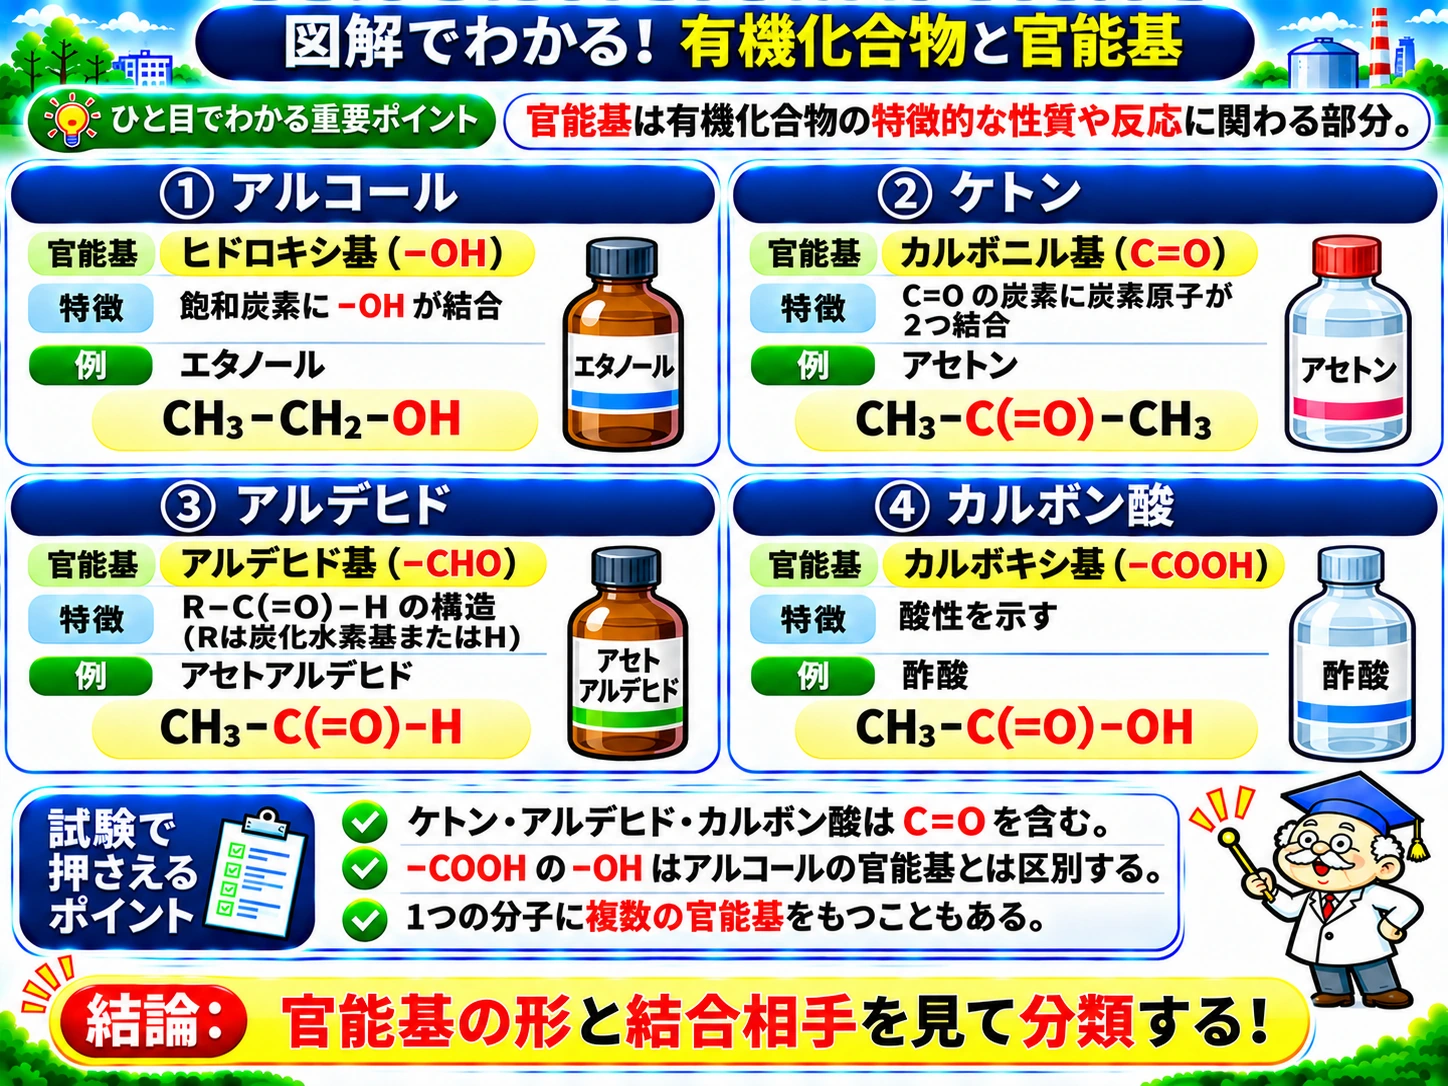 図解でわかる！有機化合物と官能基
ひと目でわかる重要ポイント
官能基は有機化合物の特徴的な性質や反応に関わる部分。
① アルコール
官能基 ヒドロキシ基（−OH）
特徴 飽和炭素に −OH が結合
例 エタノール
CH₃−CH₂−OH
エタノール
② ケトン
官能基 カルボニル基（C=O）
特徴 C=O の炭素に炭素原子が
2つ結合
例 アセトン
CH₃−C(=O)−CH₃
アセトン
③ アルデヒド
官能基 アルデヒド基（−CHO）
特徴 R−C(=O)−H の構造
(Rは炭化水素基またはH)
例 アセトアルデヒド
CH₃−C(=O)−H
アセト
アルデヒド
④ カルボン酸
官能基 カルボキシ基（−COOH）
特徴 酸性を示す
例 酢酸
CH₃−C(=O)−OH
酢酸
試験で
押さえる
ポイント
ケトン・アルデヒド・カルボン酸は C=O を含む。
−COOH の −OH はアルコールの官能基とは区別する。
1つの分子に複数の官能基をもつこともある。
結論： 官能基の形と結合相手を見て分類する！